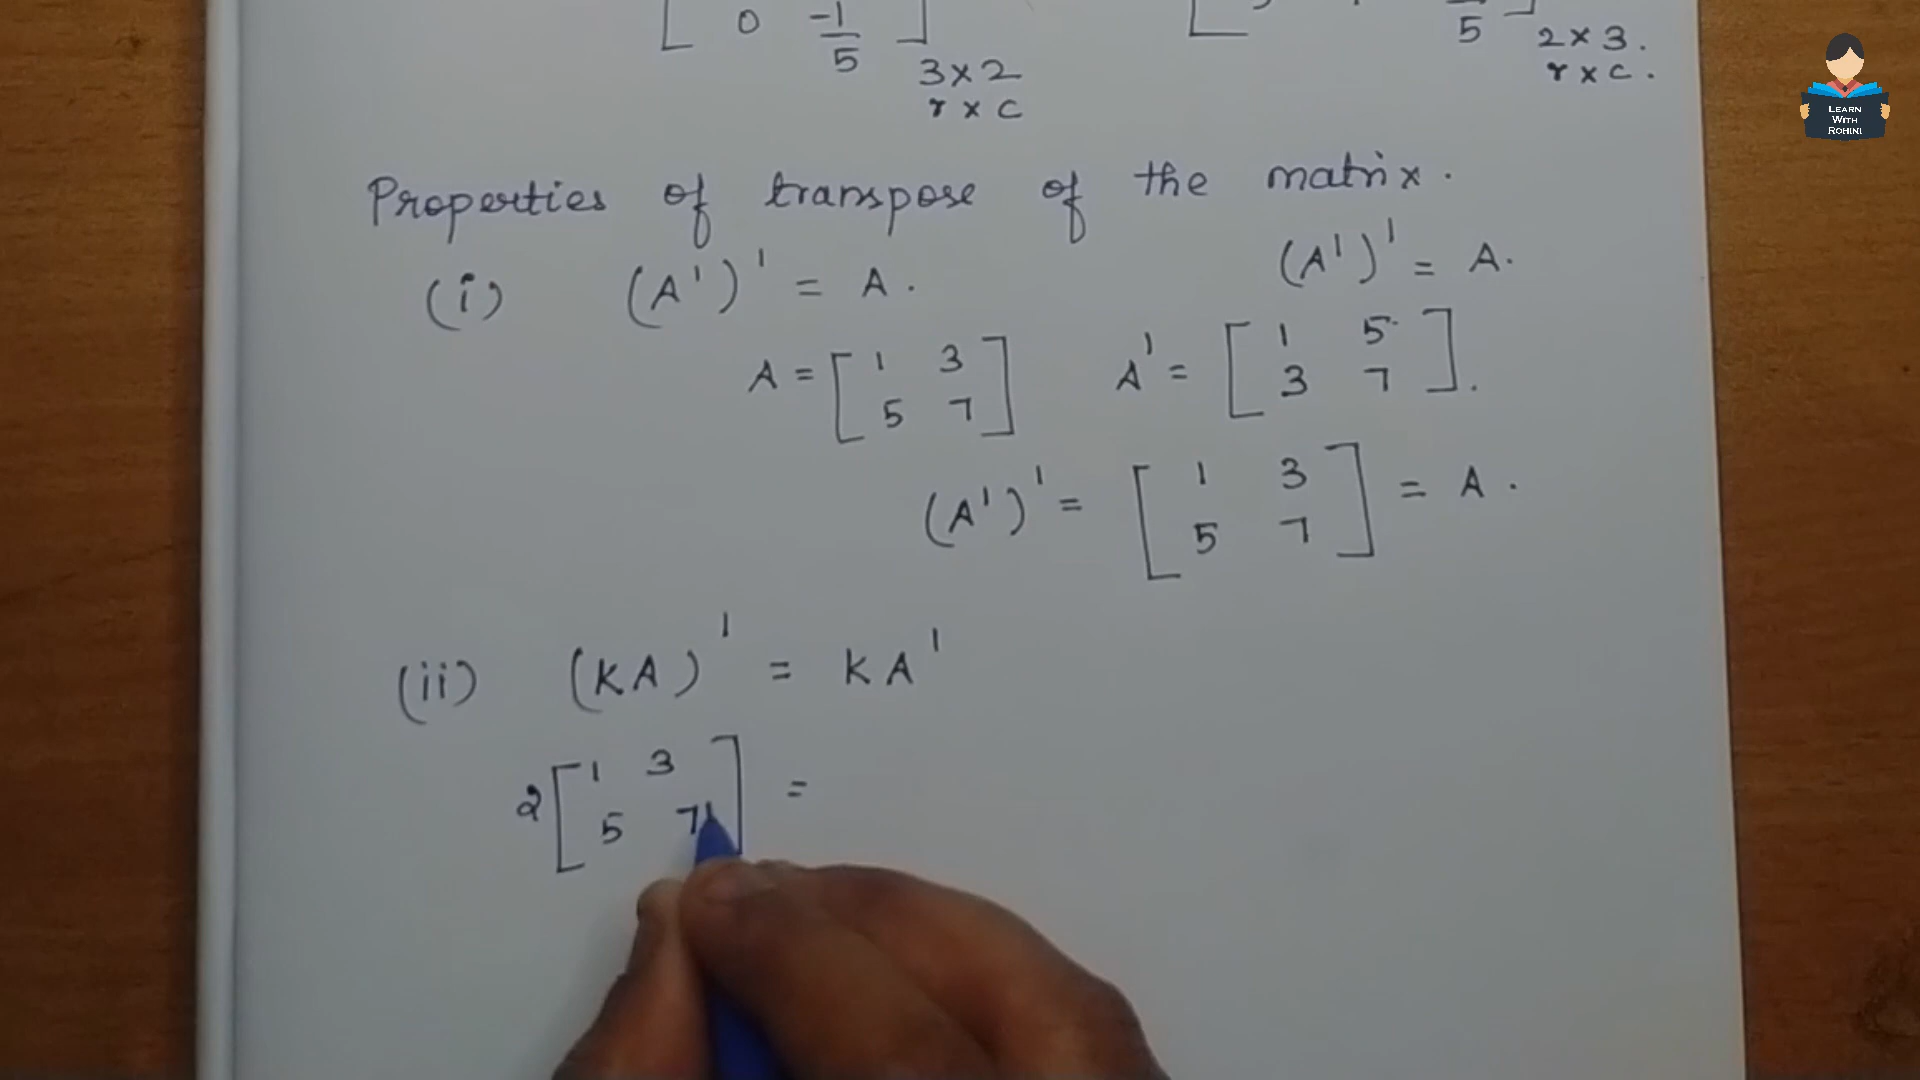 0 -1/5
3 x 2
r x c
5
2 x 3.
r x c.
LEARN
WITH
ROHINI
Properties of transpose of the matrix.
(i) (A')' = A. (A')' = A.
A = [ 1 3
5 7 ]
A' = [ 1 5
3 7 ].
(A')' = [ 1 3
5 7 ] = A.
(ii) (KA)' = KA'
2 [ 1 3
5 7 ] =